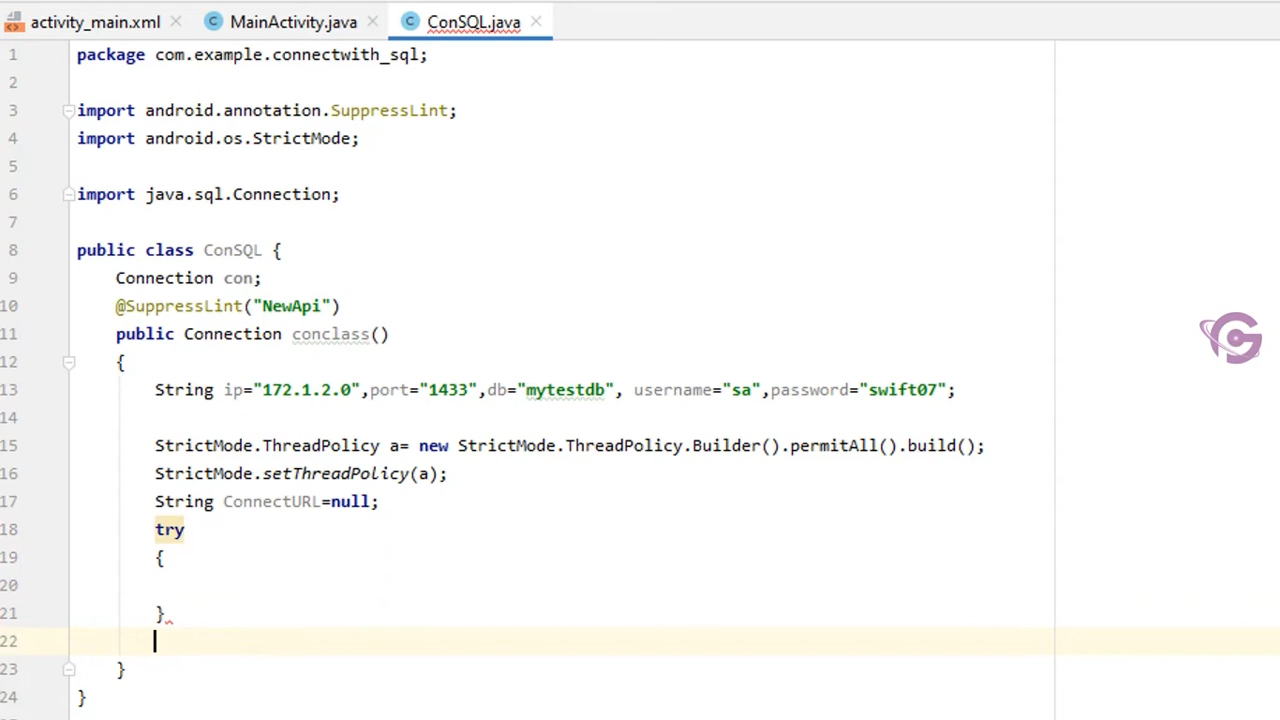 activity_main.xml MainActivity.java ConSQL.java
1 package com.example.connectwith_sql;
2
3 import android.annotation.SuppressLint;
4 import android.os.StrictMode;
5
6 import java.sql.Connection;
7
8 public class ConSQL {
9 Connection con;
10 @SuppressLint("NewApi")
11 public Connection conclass()
12 {
13 String ip="172.1.2.0",port="1433",db="mytestdb", username="sa",password="swift07";
14
15 StrictMode.ThreadPolicy a= new StrictMode.ThreadPolicy.Builder().permitAll().build();
16 StrictMode.setThreadPolicy(a);
17 String ConnectURL=null;
18 try
19 {
20
21 }
22
23 }
24 }